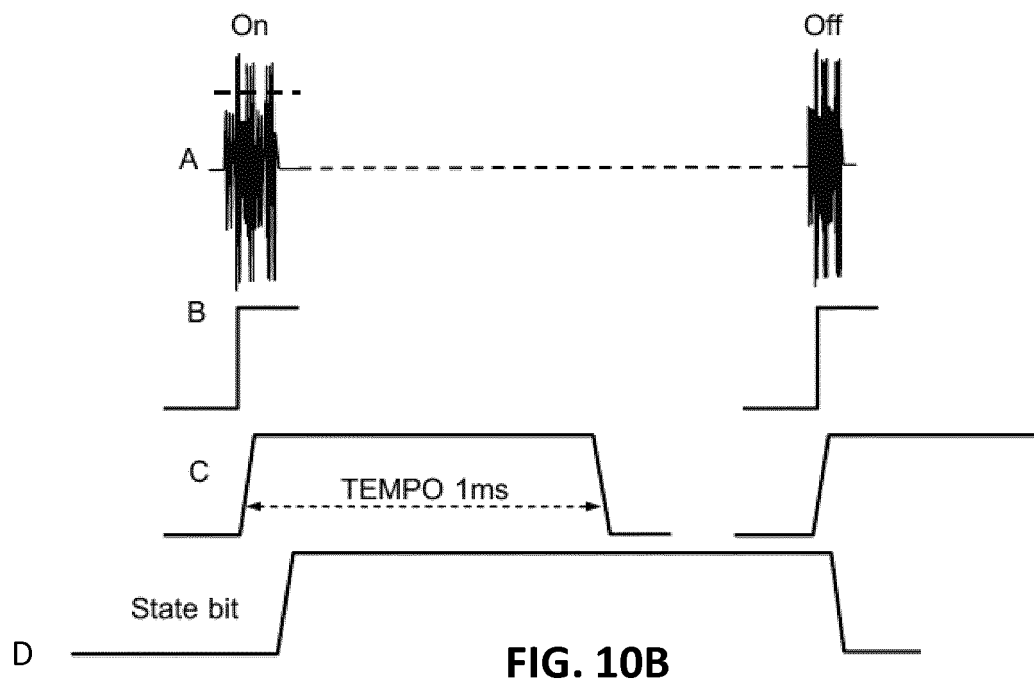 On Off
A
B
C
TEMPO 1ms
State bit
D
FIG. 10B